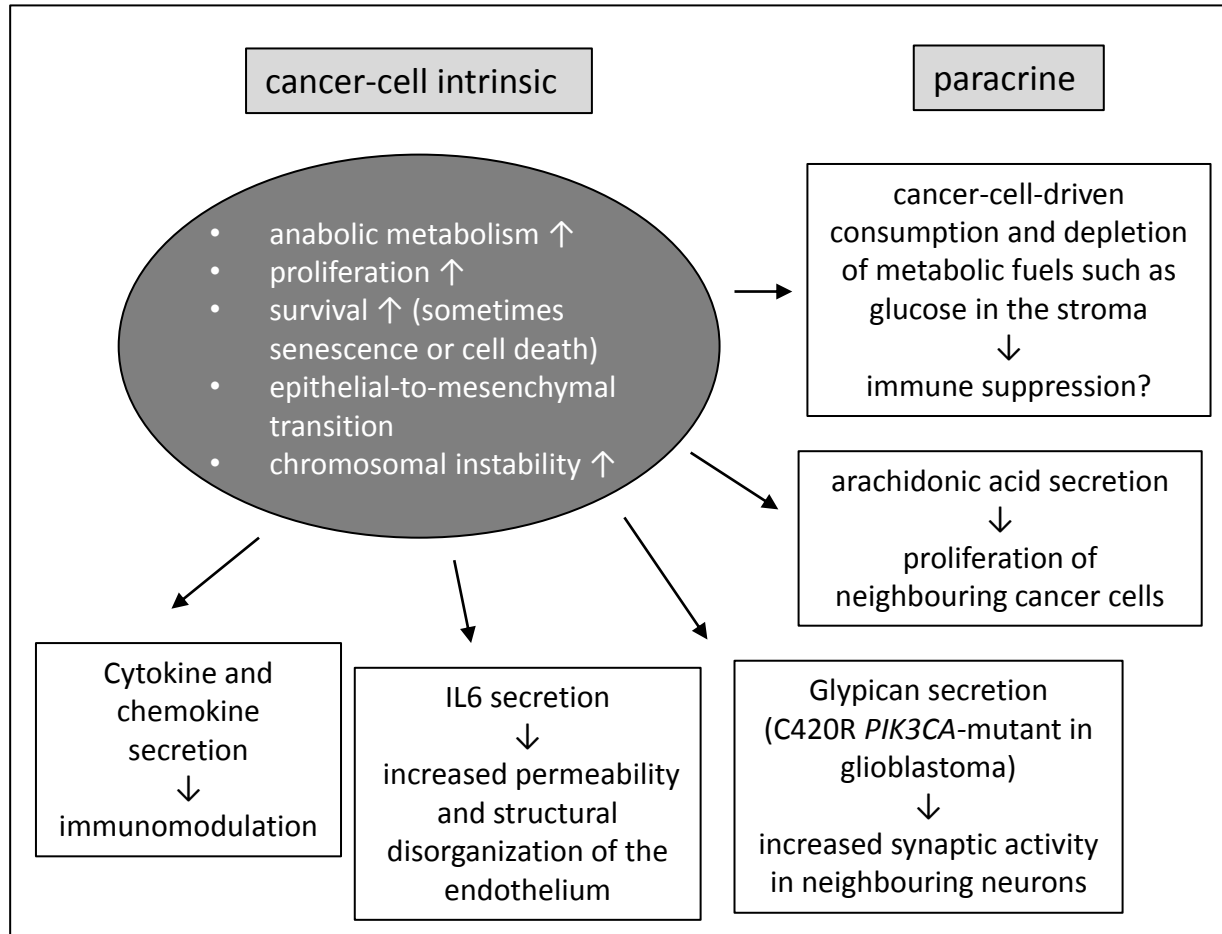 cancer-cell intrinsic
paracrine
• anabolic metabolism ↑
• proliferation ↑
• survival ↑ (sometimes
senescence or cell death)
• epithelial-to-mesenchymal
transition
• chromosomal instability ↑
cancer-cell-driven
consumption and depletion
of metabolic fuels such as
glucose in the stroma
↓
immune suppression?
arachidonic acid secretion
↓
proliferation of
neighbouring cancer cells
Cytokine and
chemokine
secretion
↓
immunomodulation
IL6 secretion
↓
increased permeability
and structural
disorganization of the
endothelium
Glypican secretion
(C420R PIK3CA-mutant in
glioblastoma)
↓
increased synaptic activity
in neighbouring neurons